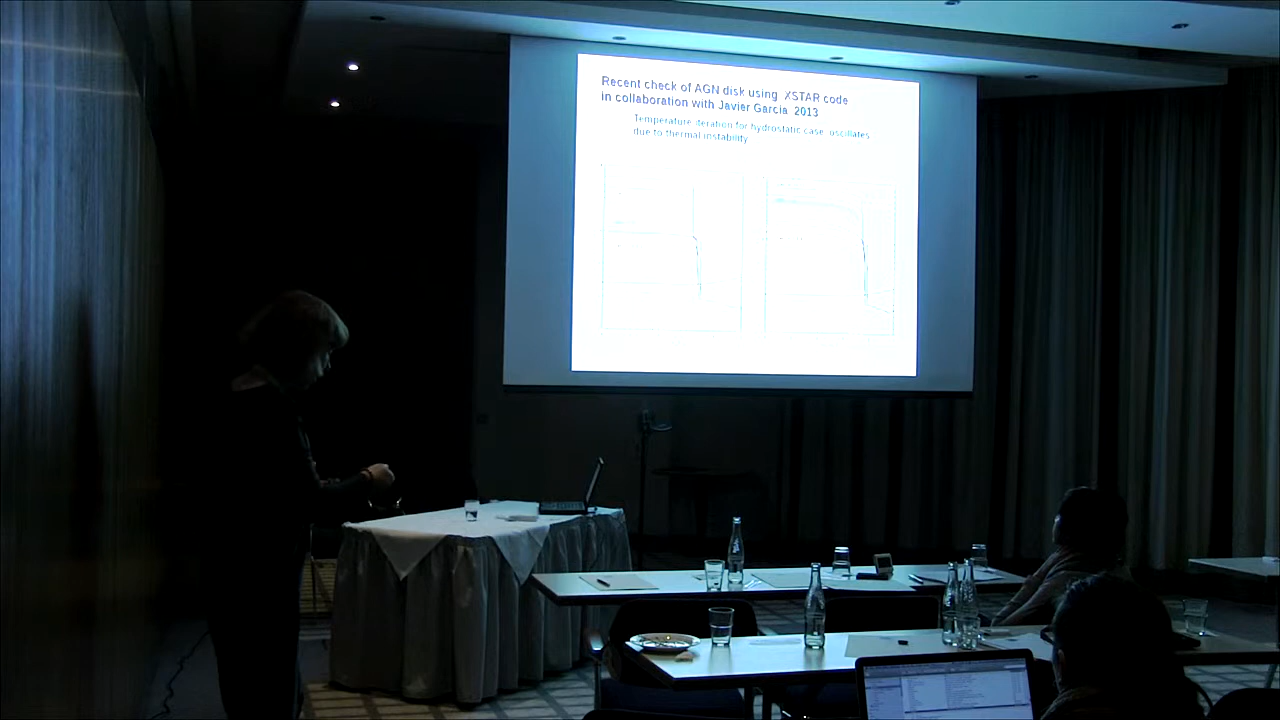 Recent check of AGN disk using XSTAR code
in collaboration with Javier Garcia 2013
Temperature iteration for hydrostatic case oscillates
due to thermal instability